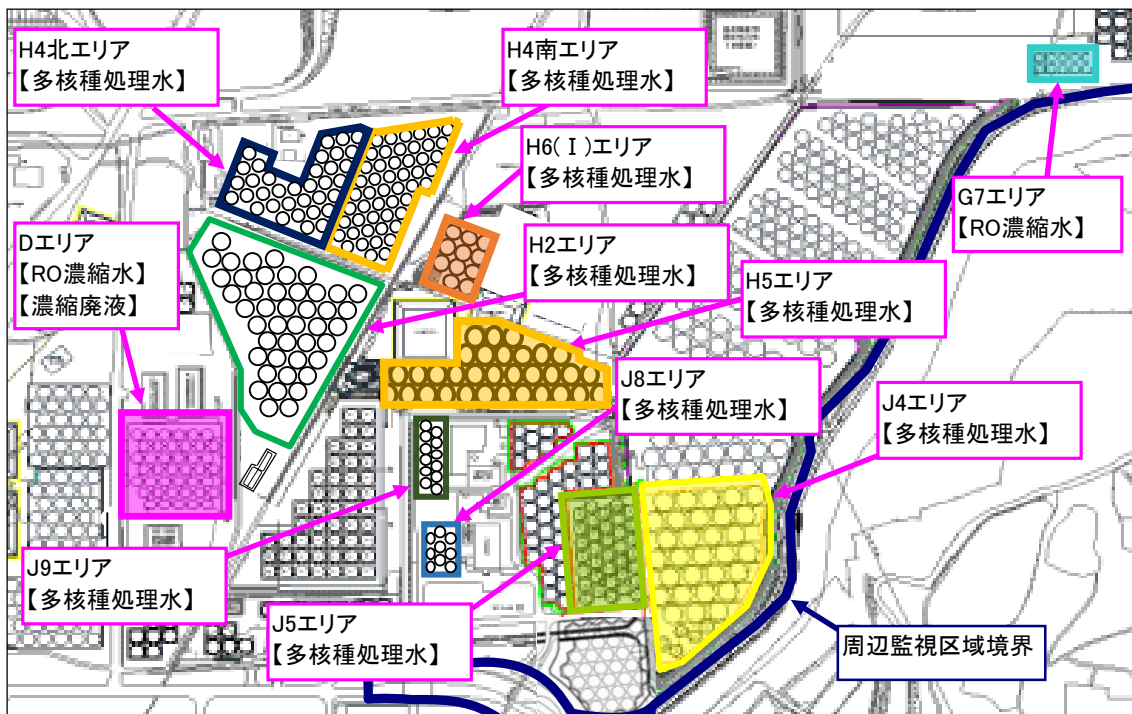 H4北エリア
【多核種処理水】
H4南エリア
【多核種処理水】
H6(Ⅰ)エリア
【多核種処理水】
G7エリア
【RO濃縮水】
Dエリア
【RO濃縮水】
【濃縮廃液】
H2エリア
【多核種処理水】
H5エリア
【多核種処理水】
J8エリア
【多核種処理水】
J4エリア
【多核種処理水】
J9エリア
【多核種処理水】
J5エリア
【多核種処理水】
周辺監視区域境界